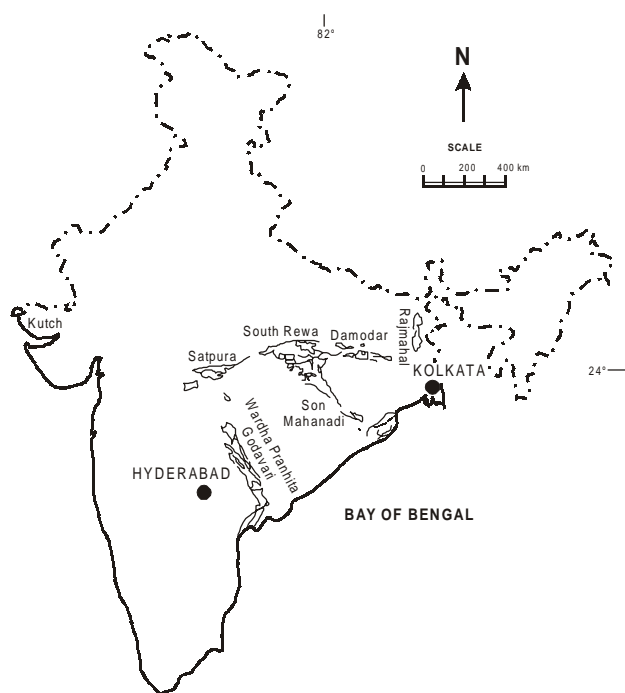 82°
N
SCALE
0 200 400 km
Kutch
South Rewa
Damodar
Rajmahal
Satpura
KOLKATA
24°
Son
Mahanadi
Wardha Pranhita
Godavari
HYDERABAD
BAY OF BENGAL